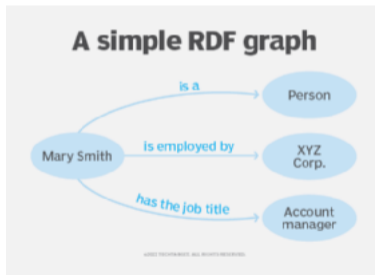 A simple RDF graph
is a
Person
Mary Smith
is employed by
XYZ
Corp.
has the job title
Account
manager